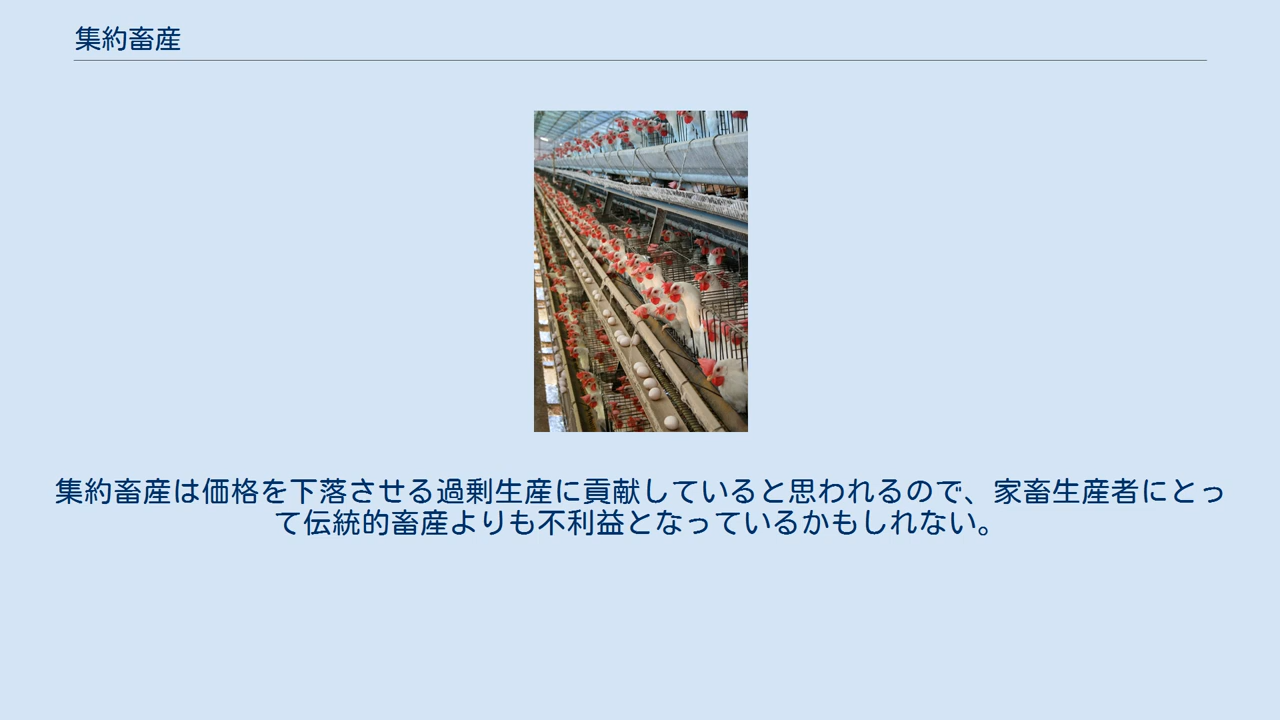 集約畜産
集約畜産は価格を下落させる過剰生産に貢献していると思われるので、家畜生産者にとっ
て伝統的畜産よりも不利益となっているかもしれない。